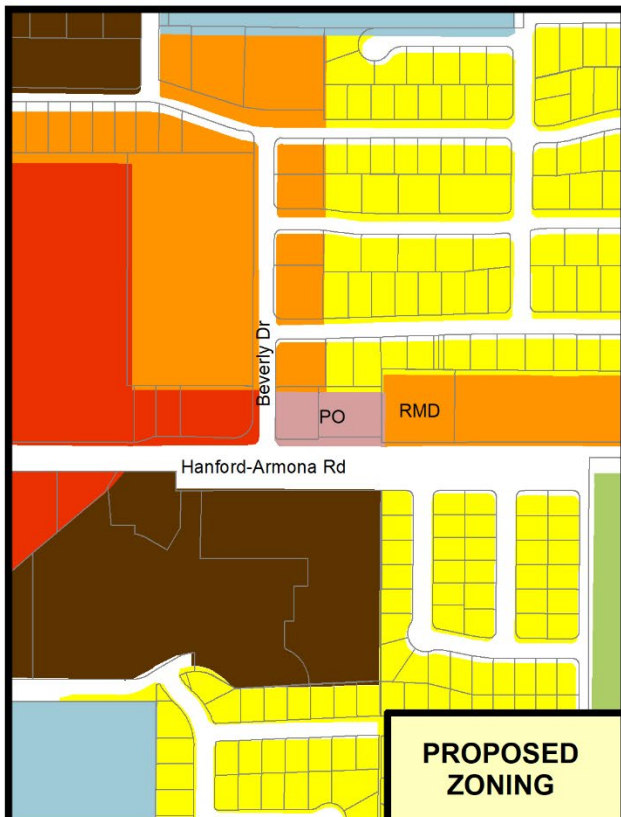 Beverly Dr
PO
RMD
Hanford-Armona Rd
PROPOSED
ZONING